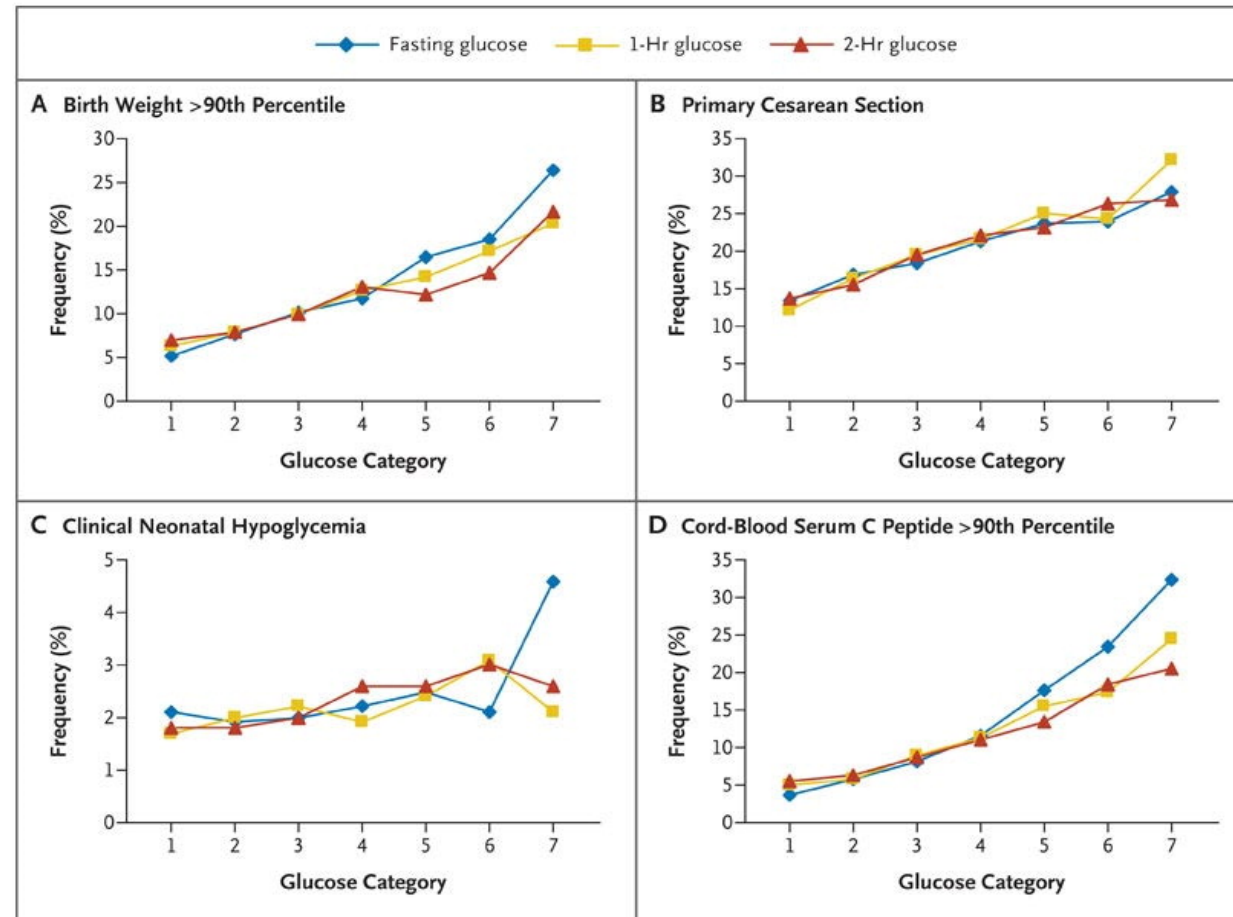 Fasting glucose 1-Hr glucose 2-Hr glucose
A Birth Weight >90th Percentile
30
25
20
15
10
5
0
Frequency (%)
1 2 3 4 5 6 7
Glucose Category
B Primary Cesarean Section
35
30
25
20
15
10
5
0
Frequency (%)
1 2 3 4 5 6 7
Glucose Category
C Clinical Neonatal Hypoglycemia
5
4
3
2
1
0
Frequency (%)
1 2 3 4 5 6 7
Glucose Category
D Cord-Blood Serum C Peptide >90th Percentile
35
30
25
20
15
10
5
0
Frequency (%)
1 2 3 4 5 6 7
Glucose Category